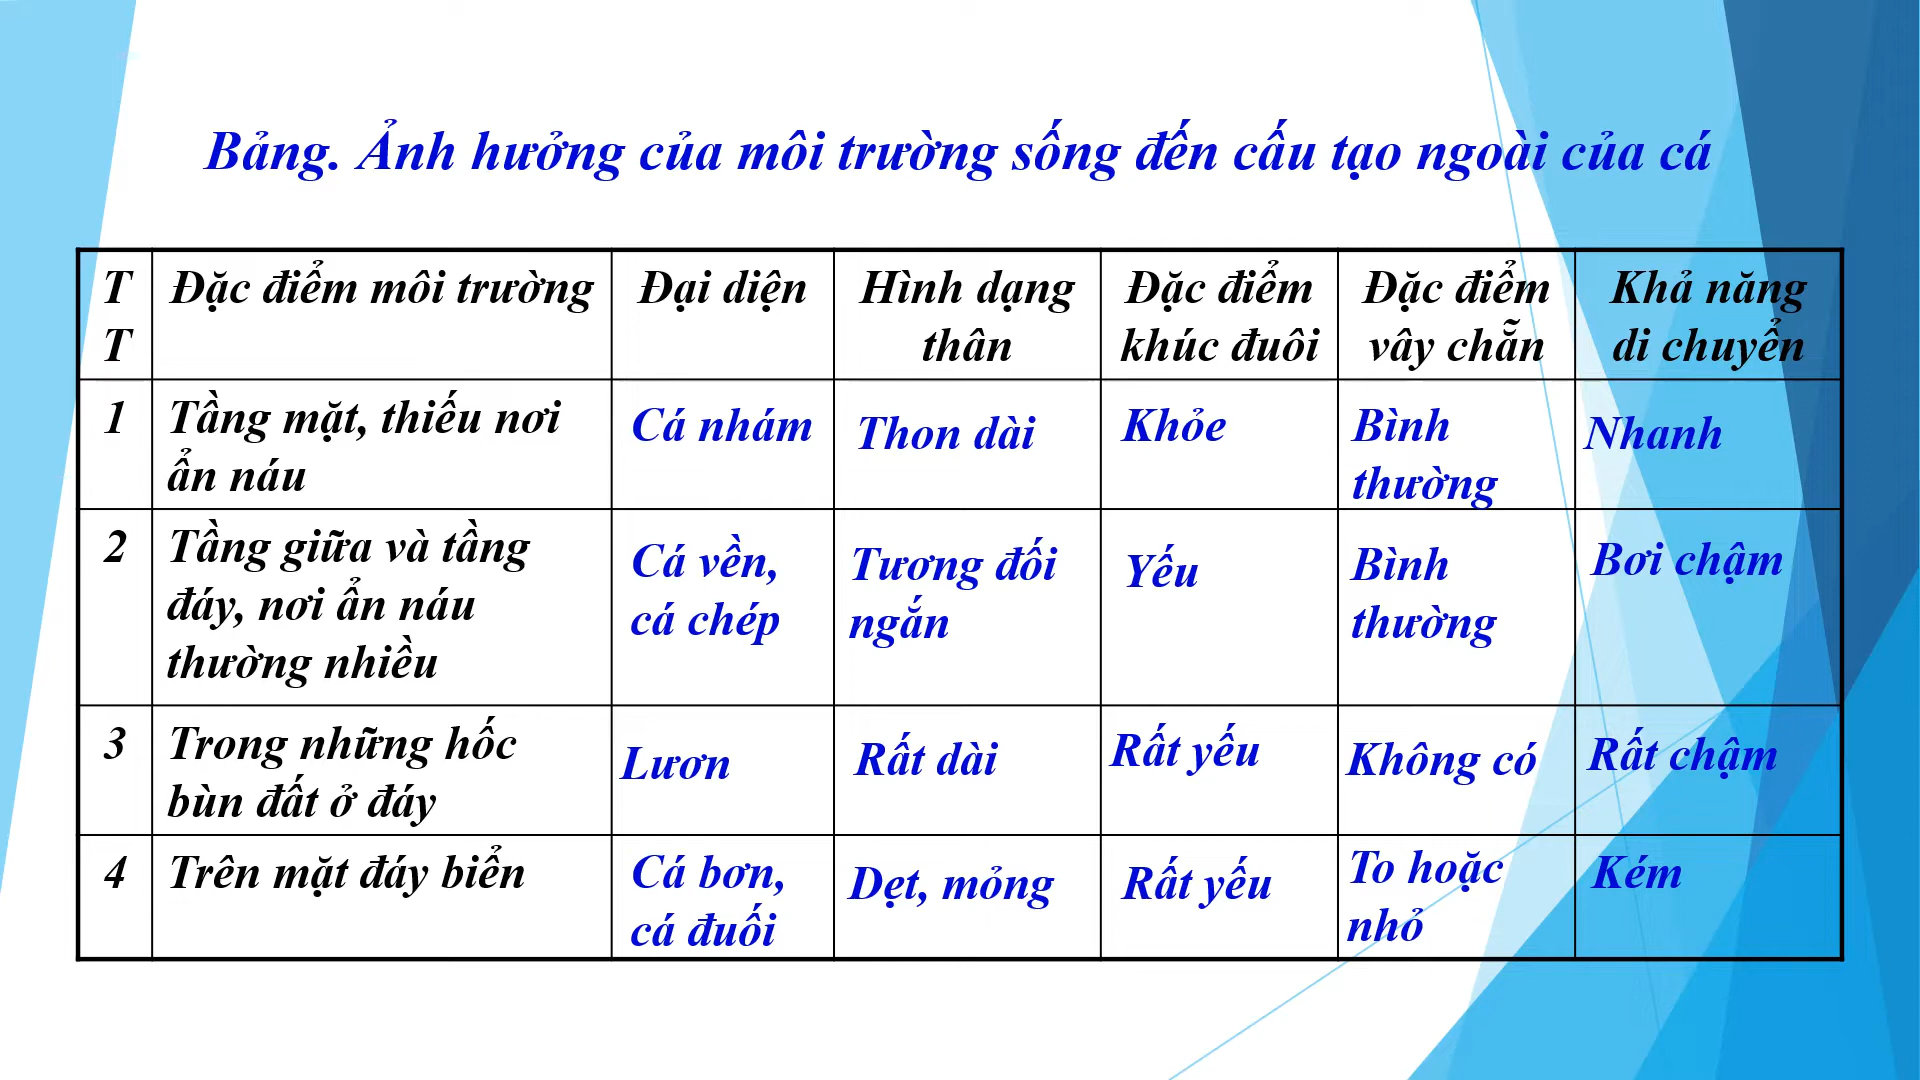 Bảng. Ảnh hưởng của môi trường sống đến cấu tạo ngoài của cá
T
T
Đặc điểm môi trường
Đại diện
Hình dạng
thân
Đặc điểm
khúc đuôi
Đặc điểm
vây chẵn
Khả năng
di chuyển
1
Tầng mặt, thiếu nơi
ẩn náu
Cá nhám
Thon dài
Khỏe
Bình
thường
Nhanh
2
Tầng giữa và tầng
đáy, nơi ẩn náu
thường nhiều
Cá vền,
cá chép
Tương đối
ngắn
Yếu
Bình
thường
Bơi chậm
3
Trong những hốc
bùn đất ở đáy
Lươn
Rất dài
Rất yếu
Không có
Rất chậm
4
Trên mặt đáy biển
Cá bơn,
cá đuối
Dẹt, mỏng
Rất yếu
To hoặc
nhỏ
Kém